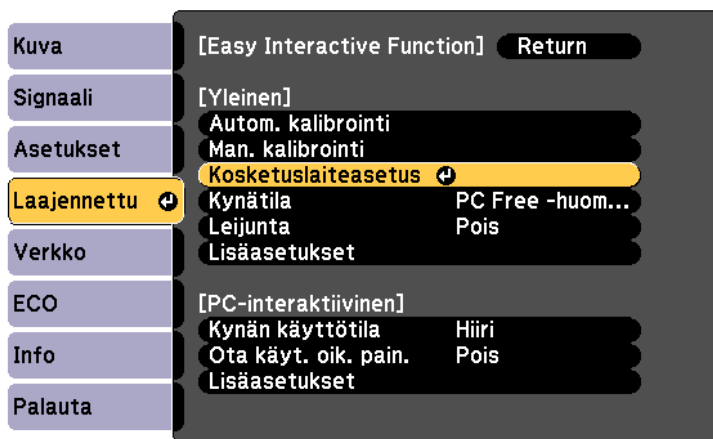 Kuva
Signaali
Asetukset
Laajennettu
Verkko
ECO
Info
Palauta
[Easy Interactive Function] Return
[Yleinen]
Autom. kalibrointi
Man. kalibrointi
Kosketuslaiteasetus
Kynätila PC Free -huom...
Leijunta Pois
Lisäasetukset
[PC-interaktiivinen]
Kynän käyttötila Hiiri
Ota käyt. oik. pain. Pois
Lisäasetukset